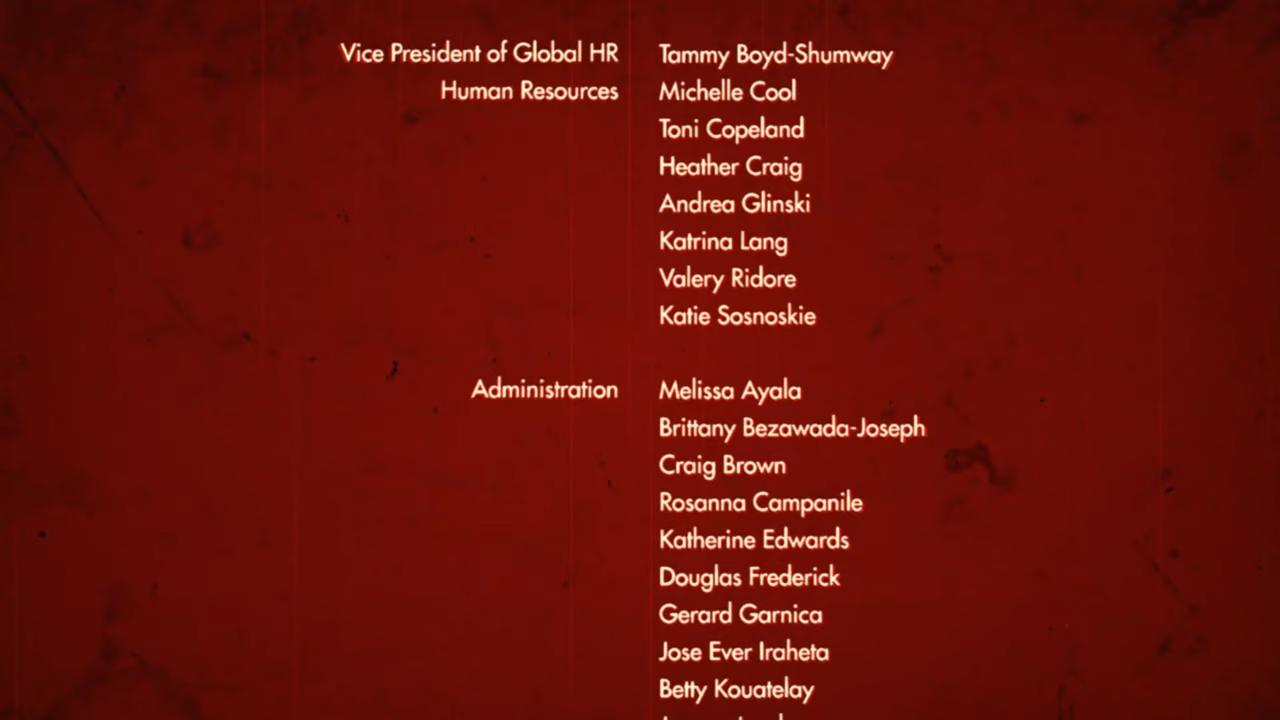 Vice President of Global HR Tammy Boyd-Shumway
Human Resources Michelle Cool
Toni Copeland
Heather Craig
Andrea Glinski
Katrina Lang
Valery Ridore
Katie Sosnoskie
Administration Melissa Ayala
Brittany Bezawada-Joseph
Craig Brown
Rosanna Campanile
Katherine Edwards
Douglas Frederick
Gerard Garnica
Jose Ever Iraheta
Betty Kouatelay